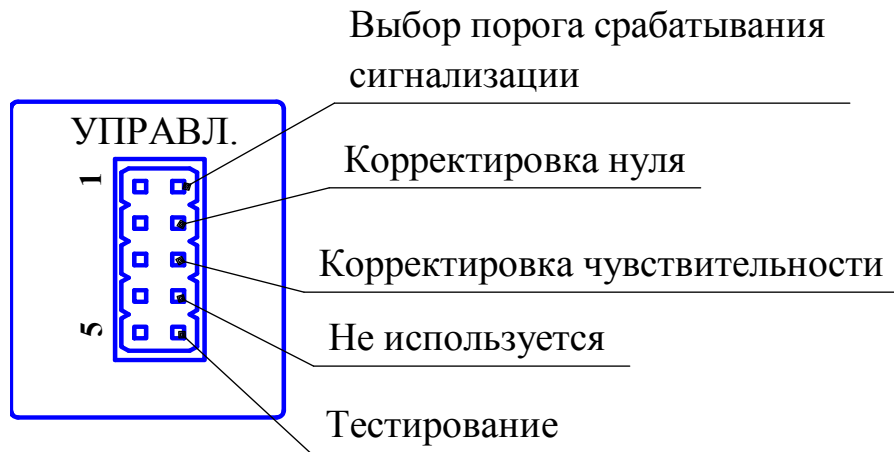 Выбор порога срабатывания
сигнализации
УПРАВЛ.
1
Корректировка нуля
Корректировка чувствительности
Не используется
5
Тестирование